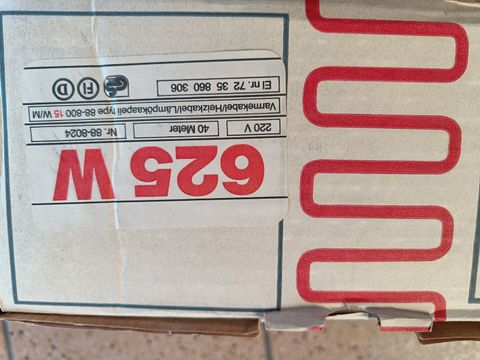 625 W
220 V 40 Meter Nr. 88-8024
Varmekabel/Heizkabel/Lämpökaapeli type 88-800 15 W/M
El nr. 72 35 860 306 FI D